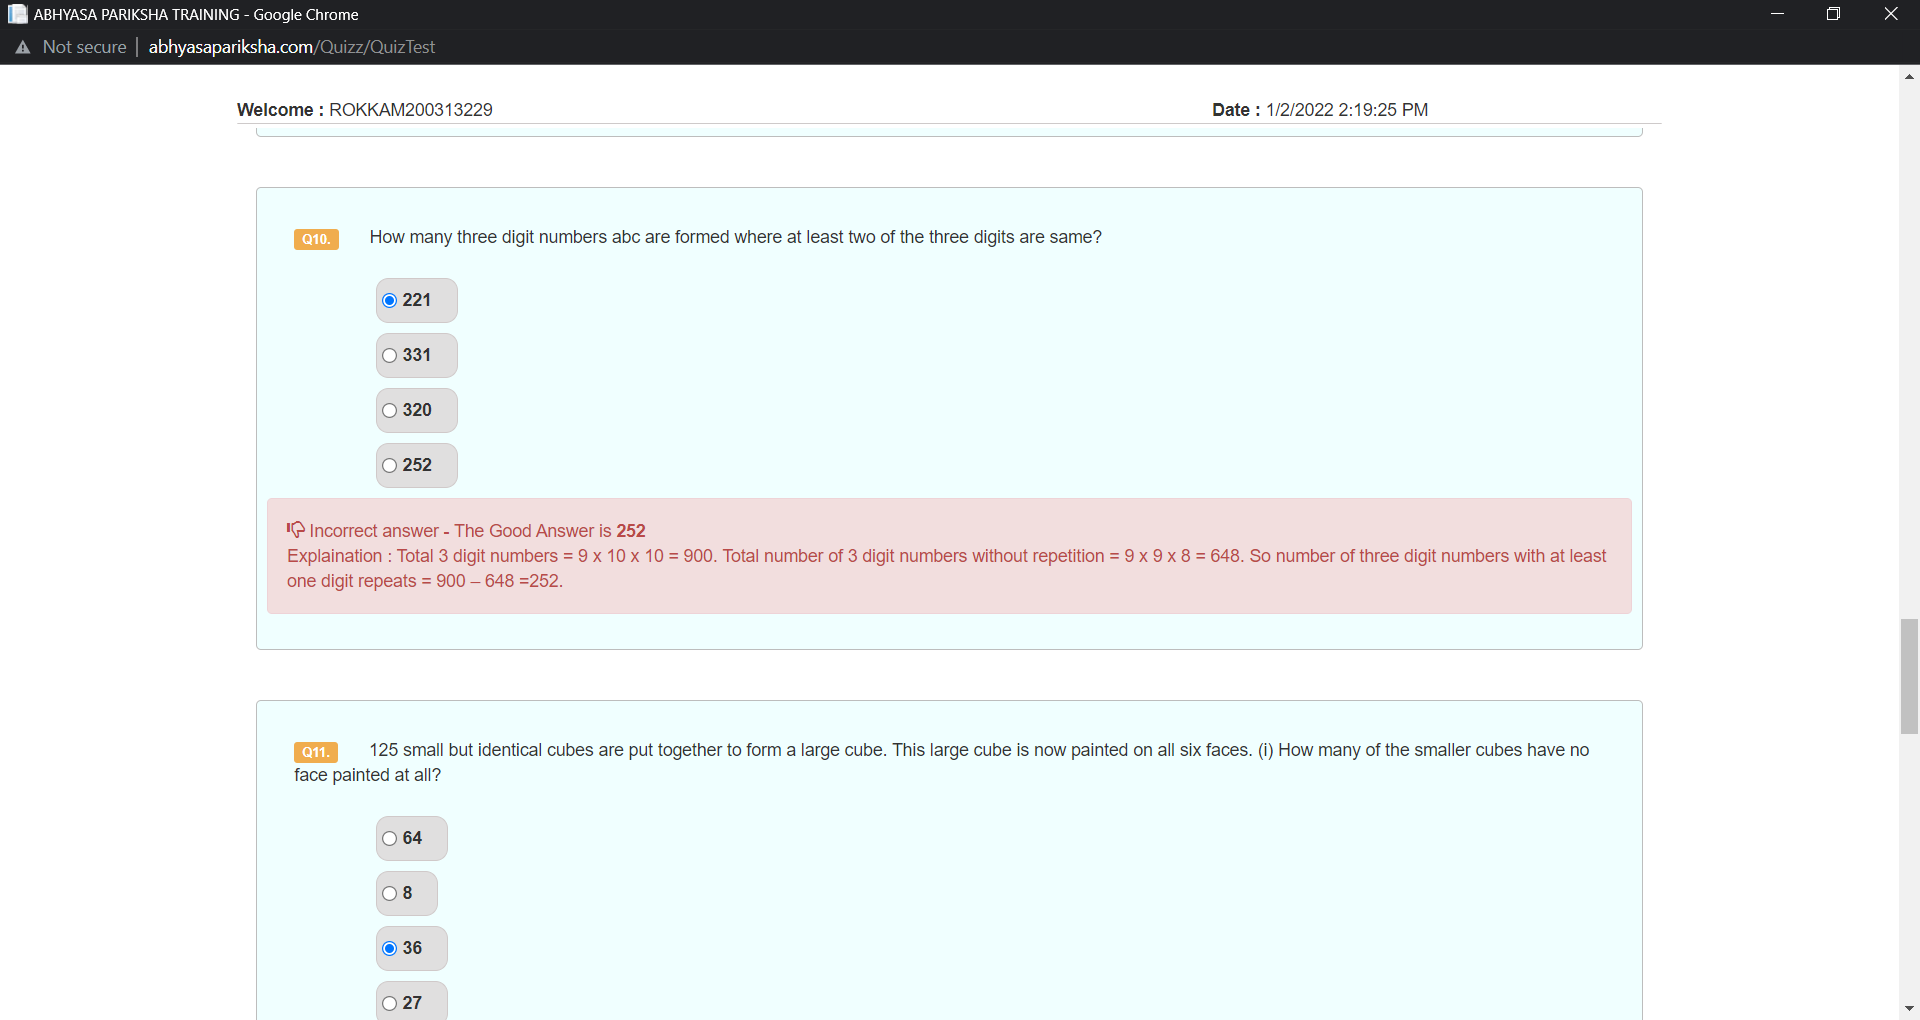 ABHYASA PARIKSHA TRAINING - Google Chrome
Not secure | abhyasapariksha.com/Quizz/QuizTest
Welcome : ROKKAM200313229 Date : 1/2/2022 2:19:25 PM
Q10. How many three digit numbers abc are formed where at least two of the three digits are same?
221
331
320
252
Incorrect answer - The Good Answer is 252
Explaination : Total 3 digit numbers = 9 x 10 x 10 = 900. Total number of 3 digit numbers without repetition = 9 x 9 x 8 = 648. So number of three digit numbers with at least
one digit repeats = 900 – 648 =252.
Q11. 125 small but identical cubes are put together to form a large cube. This large cube is now painted on all six faces. (i) How many of the smaller cubes have no
face painted at all?
64
8
36
27